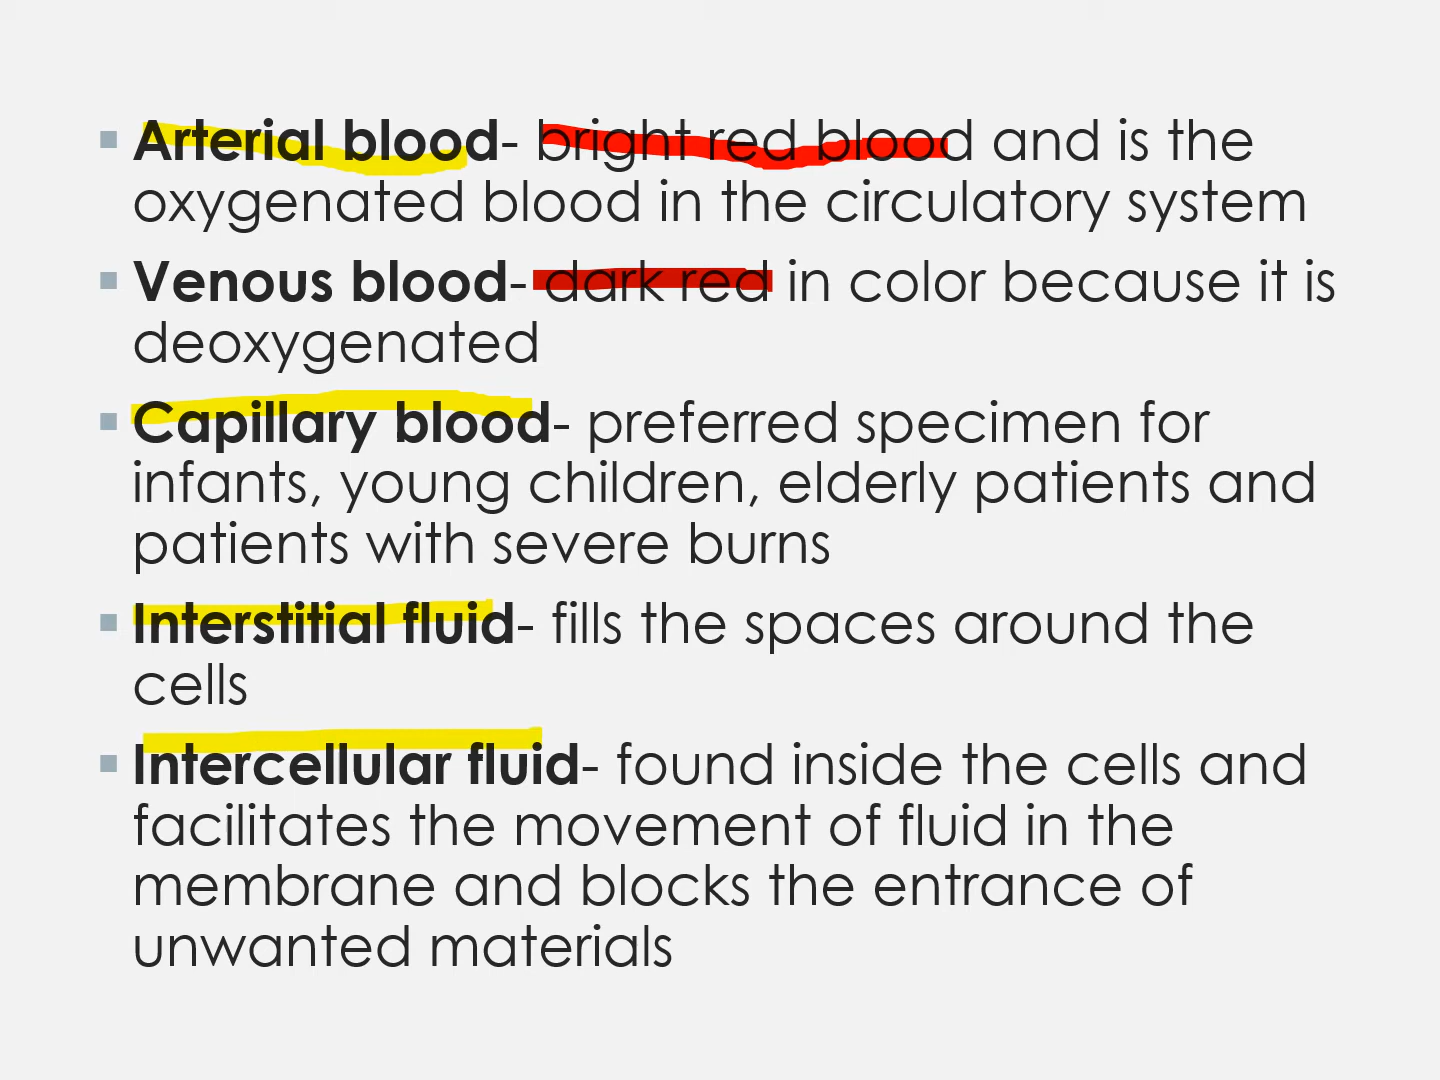 Arterial blood- bright red blood and is the
oxygenated blood in the circulatory system
Venous blood- dark red in color because it is
deoxygenated
Capillary blood- preferred specimen for
infants, young children, elderly patients and
patients with severe burns
Interstitial fluid- fills the spaces around the
cells
Intercellular fluid- found inside the cells and
facilitates the movement of fluid in the
membrane and blocks the entrance of
unwanted materials